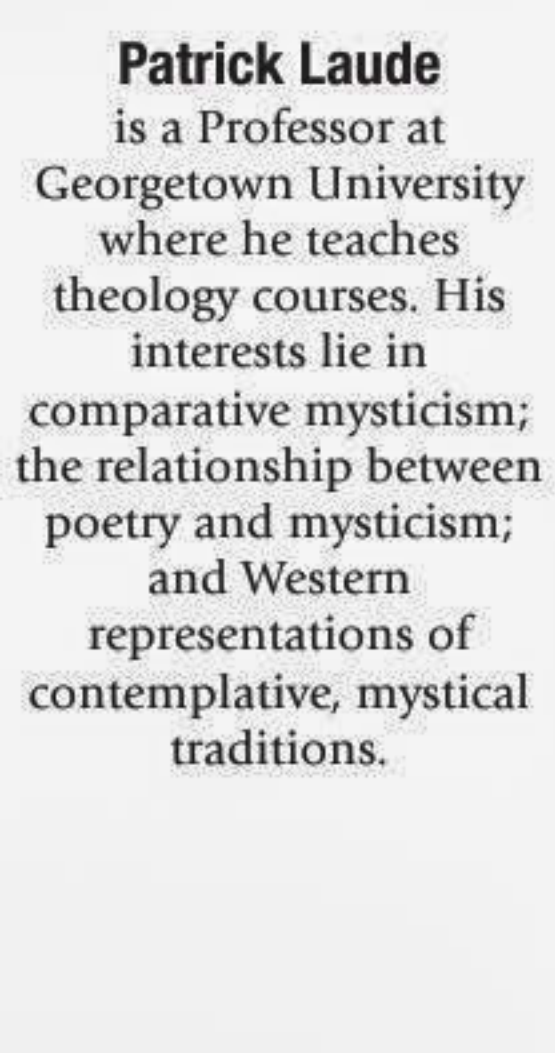 Patrick Laude
is a Professor at
Georgetown University
where he teaches
theology courses. His
interests lie in
comparative mysticism;
the relationship between
poetry and mysticism;
and Western
representations of
contemplative, mystical
traditions.